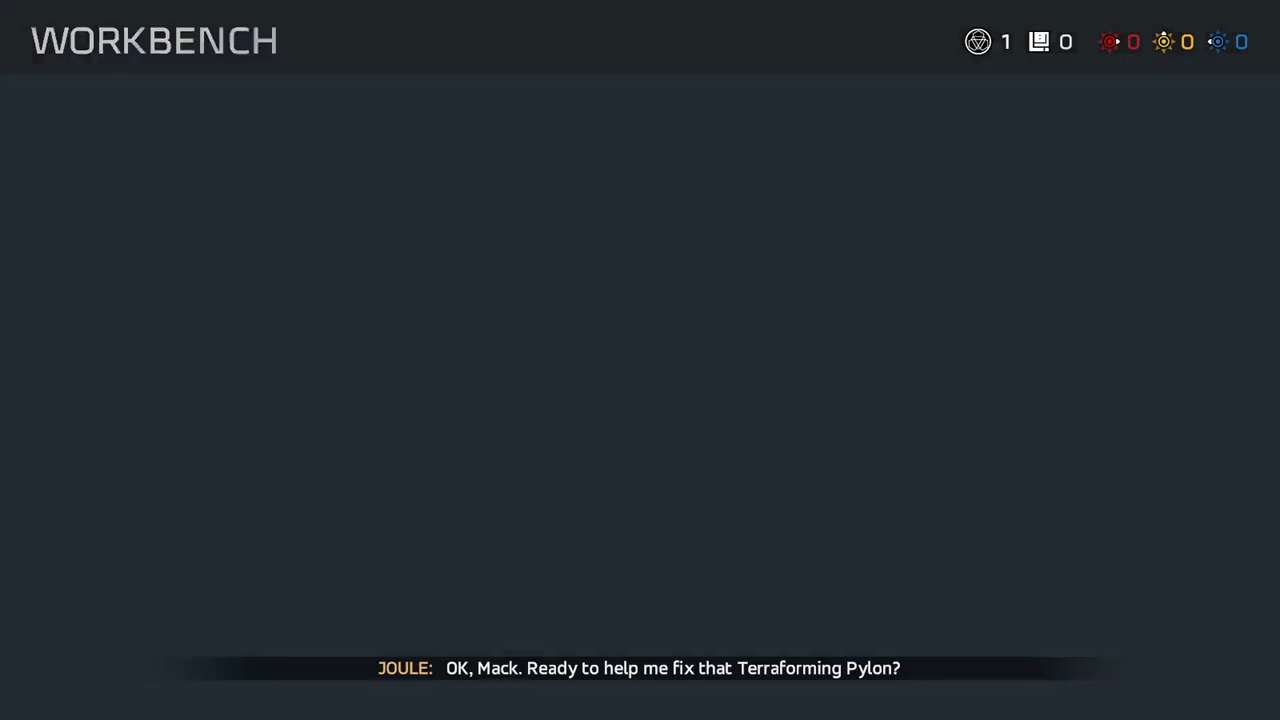 WORKBENCH
1 0 0 0 0
JOULE: OK, Mack. Ready to help me fix that Terraforming Pylon?